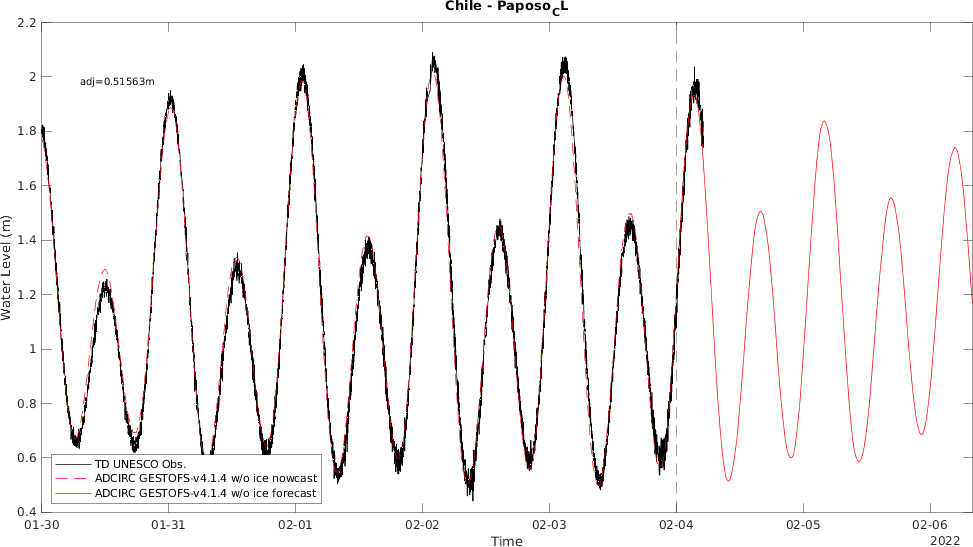 Chile - Paposo_CL
2.2
2
1.8
1.6
1.4
1.2
1
0.8
0.6
0.4
Water Level (m)
adj=0.51563m
TD UNESCO Obs.
ADCIRC GESTOFS-v4.1.4 w/o ice nowcast
ADCIRC GESTOFS-v4.1.4 w/o ice forecast
01-30 01-31 02-01 02-02 02-03 02-04 02-05 02-06
Time
2022